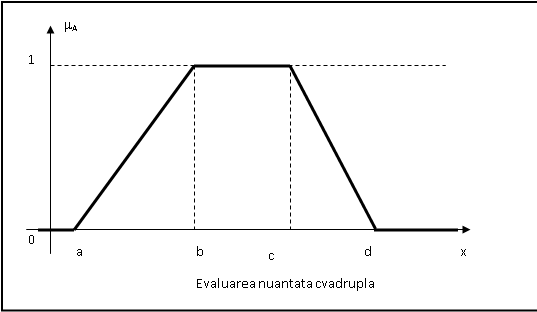 μA
1
0
a b c d x
Evaluarea nuantata cvadrupla